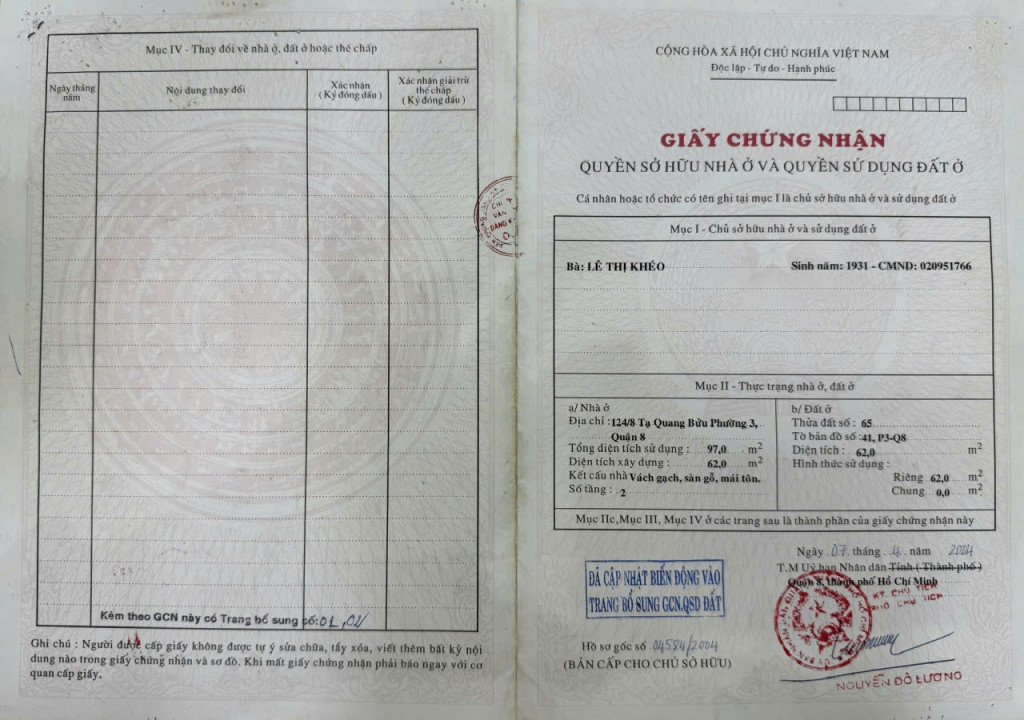 Mục IV - Thay đổi về nhà ở, đất ở hoặc thế chấp
Ngày tháng năm
Nội dung thay đổi
Xác nhận
( Ký đóng dấu )
Xác nhận giải trừ thế chấp
( Ký đóng dấu )
Kèm theo GCN này có Trang bổ sung số: 01, 02
Ghi chú : Người được cấp giấy không được tự ý sửa chữa, tẩy xóa, viết thêm bất kỳ nội
dung nào trong giấy chứng nhận và sơ đồ. Khi mất giấy chứng nhận phải báo ngay với cơ
quan cấp giấy.
CỘNG HÒA XÃ HỘI CHỦ NGHĨA VIỆT NAM
Độc lập - Tự do - Hạnh phúc
GIẤY CHỨNG NHẬN
QUYỀN SỞ HỮU NHÀ Ở VÀ QUYỀN SỬ DỤNG ĐẤT Ở
Cá nhân hoặc tổ chức có tên ghi tại mục I là chủ sở hữu nhà ở và sử dụng đất ở
Mục I - Chủ sở hữu nhà ở và sử dụng đất ở
Bà: LÊ THỊ KHÉO Sinh năm: 1931 - CMND: 020951766
Mục II - Thực trạng nhà ở, đất ở
a/ Nhà ở
Địa chỉ : 124/8 Tạ Quang Bửu Phường 3,
Quận 8
Tổng diện tích sử dụng : 97,0 m2
Diện tích xây dựng : 62,0 m2
Kết cấu nhà Vách gạch, sàn gỗ, mái tôn.
Số tầng : 2
b/ Đất ở
Thửa đất số : 65
Tờ bản đồ số : 41, P3-Q8
Diện tích : 62,0 m2
Hình thức sử dụng :
Riêng 62,0 m2
Chung 0,0 m2
Mục IIc, Mục III, Mục IV ở các trang sau là thành phần của giấy chứng nhận này
Ngày 07 tháng 4 năm 2004
T.M Uỷ ban Nhân dân Tỉnh ( Thành phố )
Quận 8, thành phố Hồ Chí Minh
KT. CHỦ TỊCH
PHÓ CHỦ TỊCH
ĐÃ CẬP NHẬT BIẾN ĐỘNG VÀO
TRANG BỔ SUNG GCN.QSD ĐẤT
Hồ sơ gốc số 04584/2004
(BẢN CẤP CHO CHỦ SỞ HỮU)
NGUYỄN ĐÔ LƯƠNG